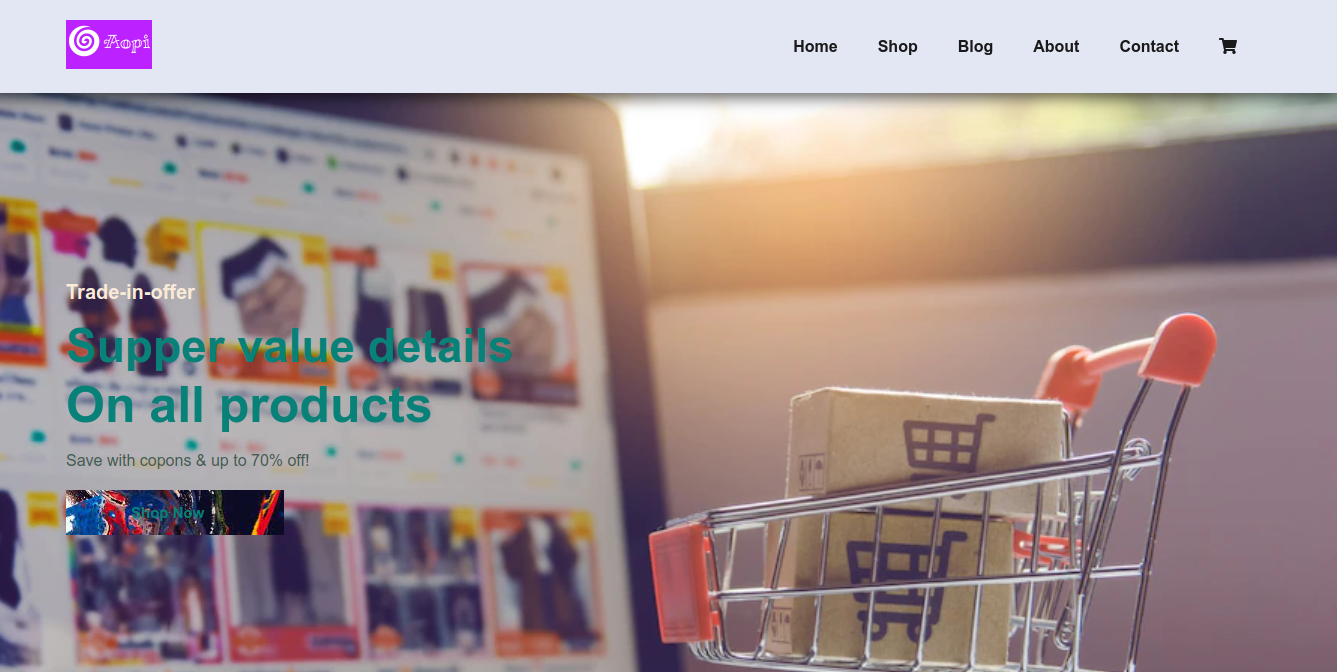 Aopi
Home Shop Blog About Contact
Trade-in-offer
Supper value details
On all products
Save with copons & up to 70% off!
Shop Now